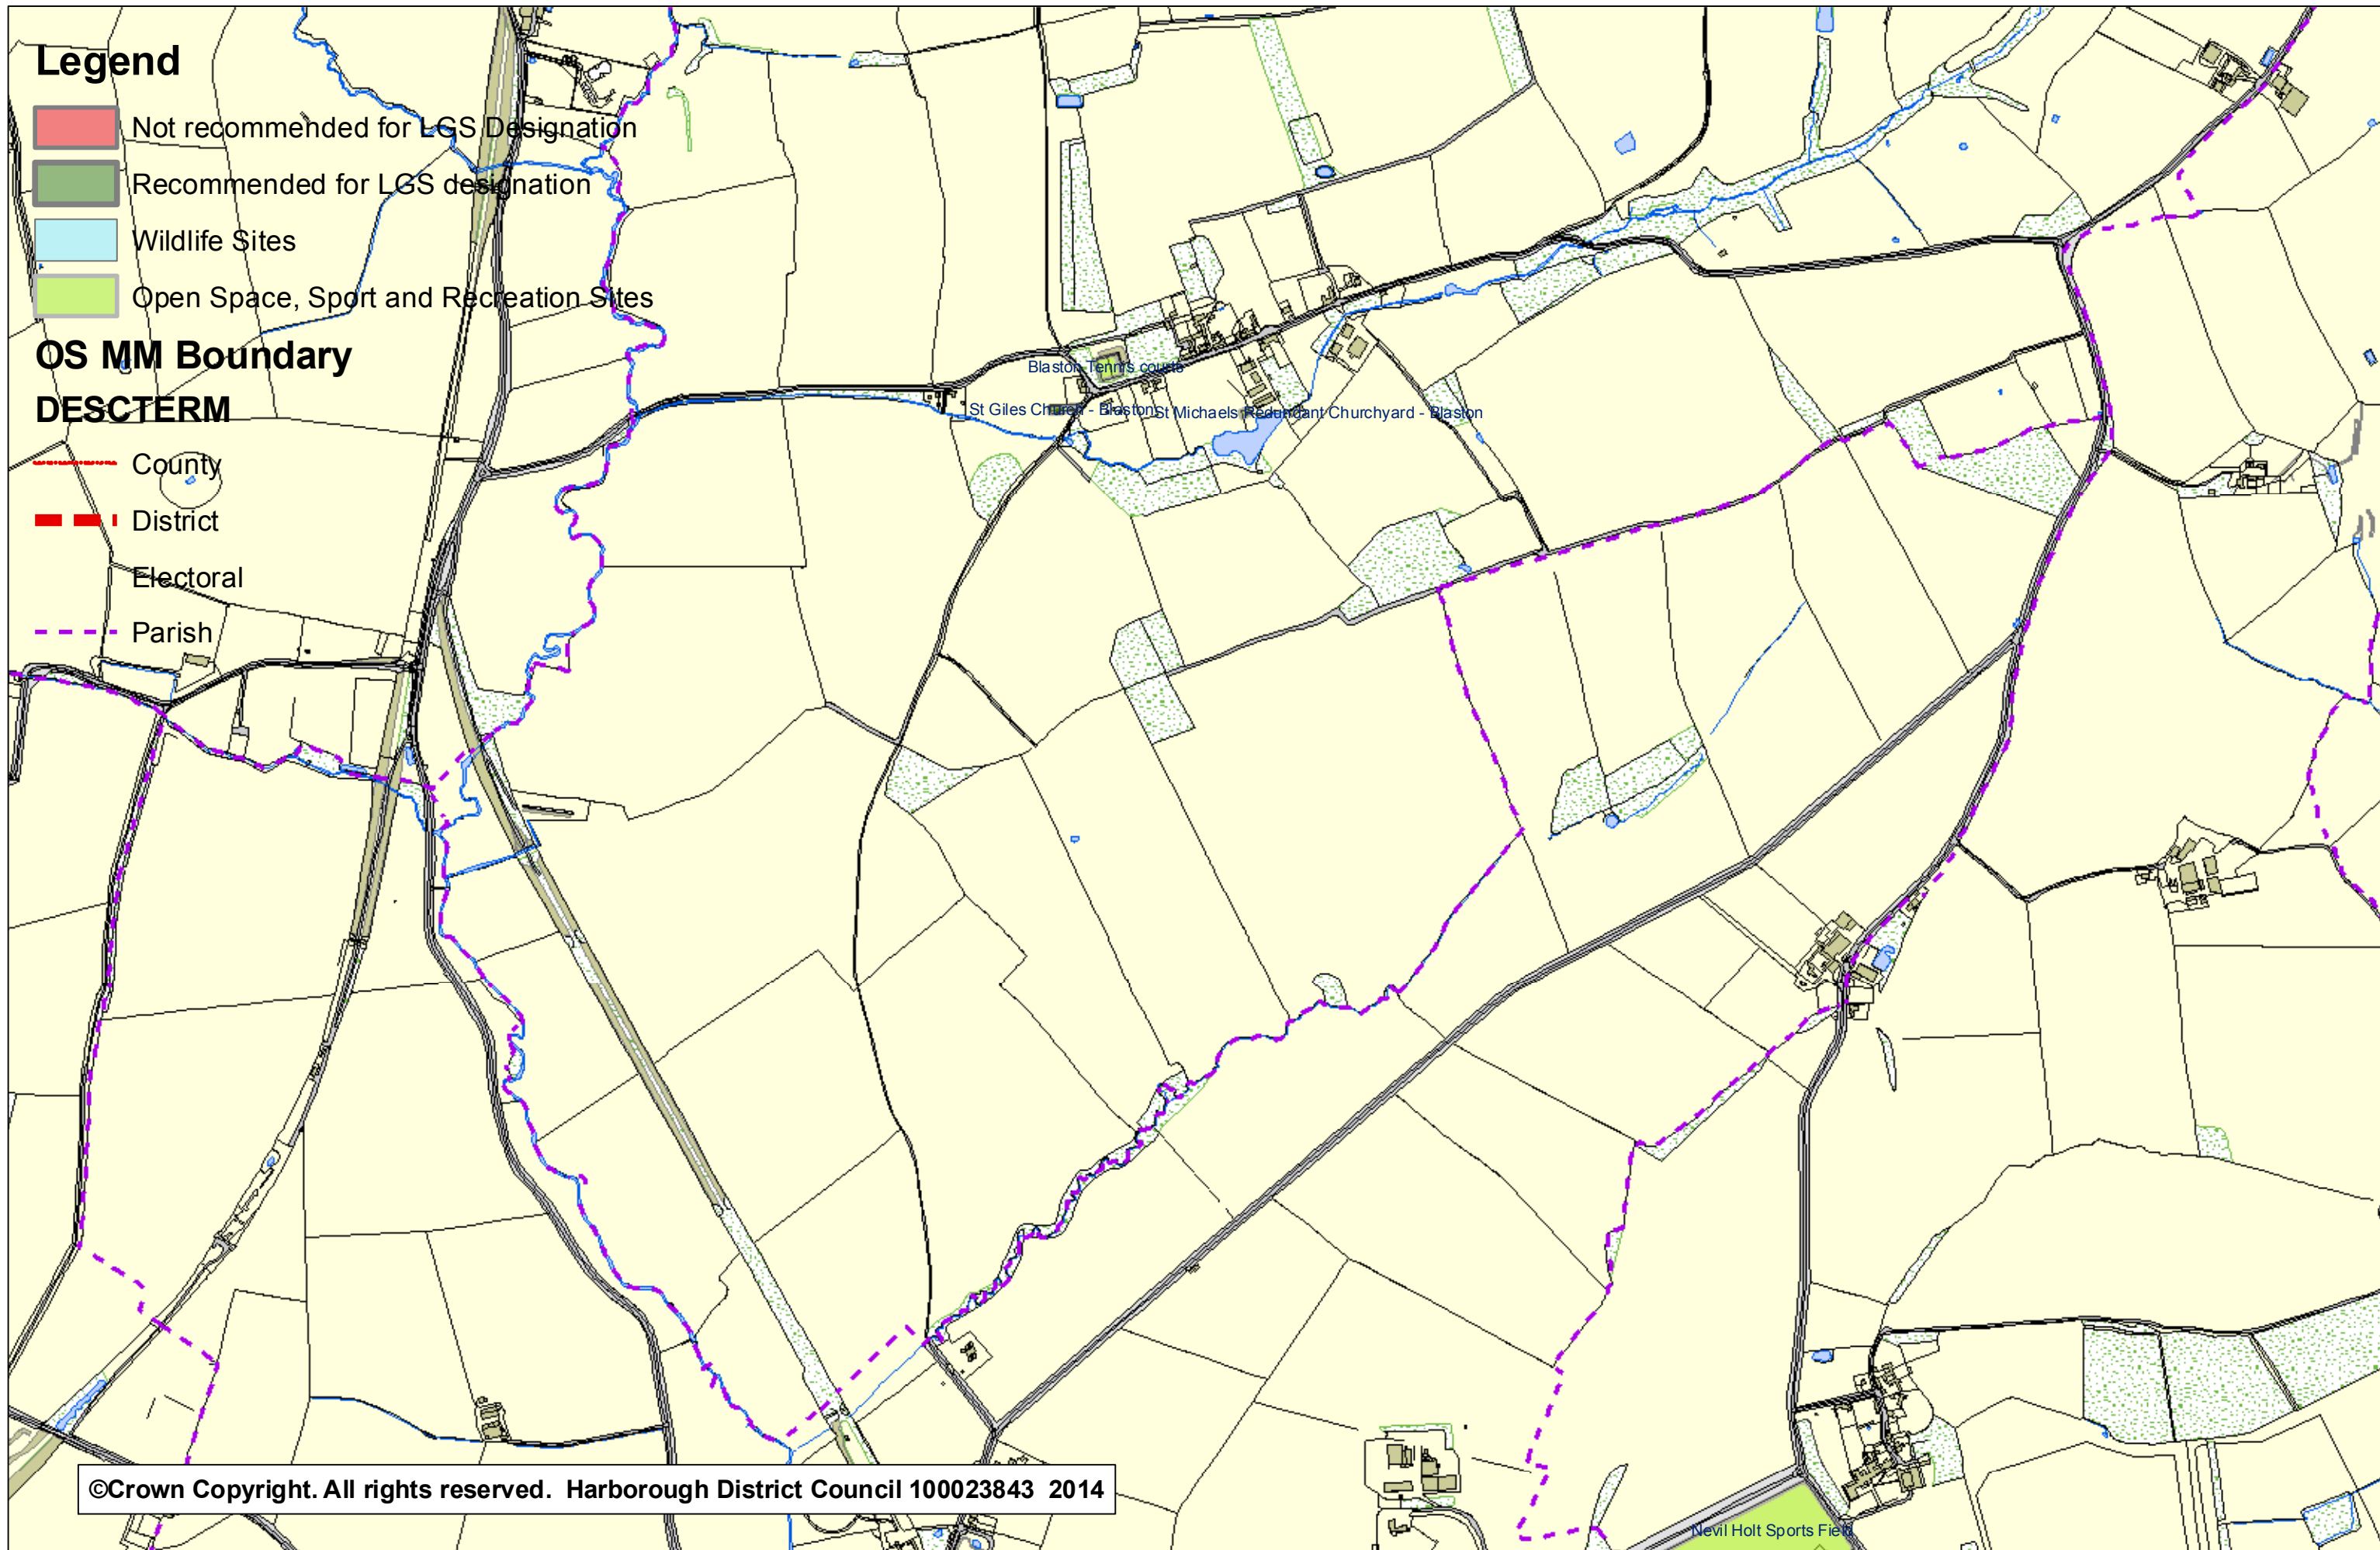 Legend
Not recommended for LGS Designation
Recommended for LGS designation
Wildlife Sites
Open Space, Sport and Recreation Sites
OS MM Boundary
DESCTERM
County
District
Electoral
Parish
Blaston Tennis courts
St Giles Church - Blaston
St Michaels Redundant Churchyard - Blaston
©Crown Copyright. All rights reserved. Harborough District Council 100023843 2014
Nevil Holt Sports Field